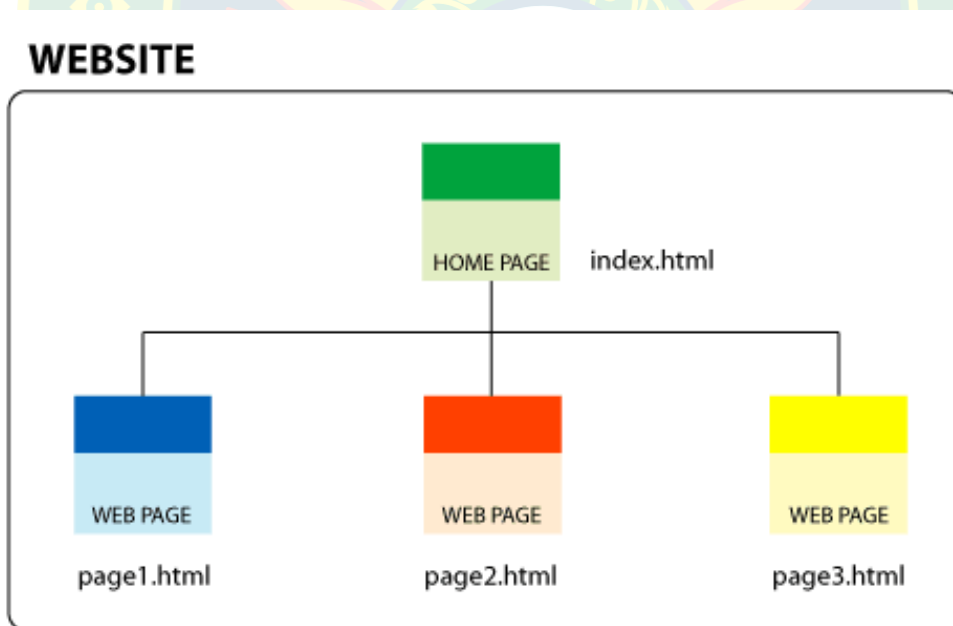 WEBSITE
HOME PAGE
index.html
WEB PAGE
WEB PAGE
WEB PAGE
page1.html
page2.html
page3.html